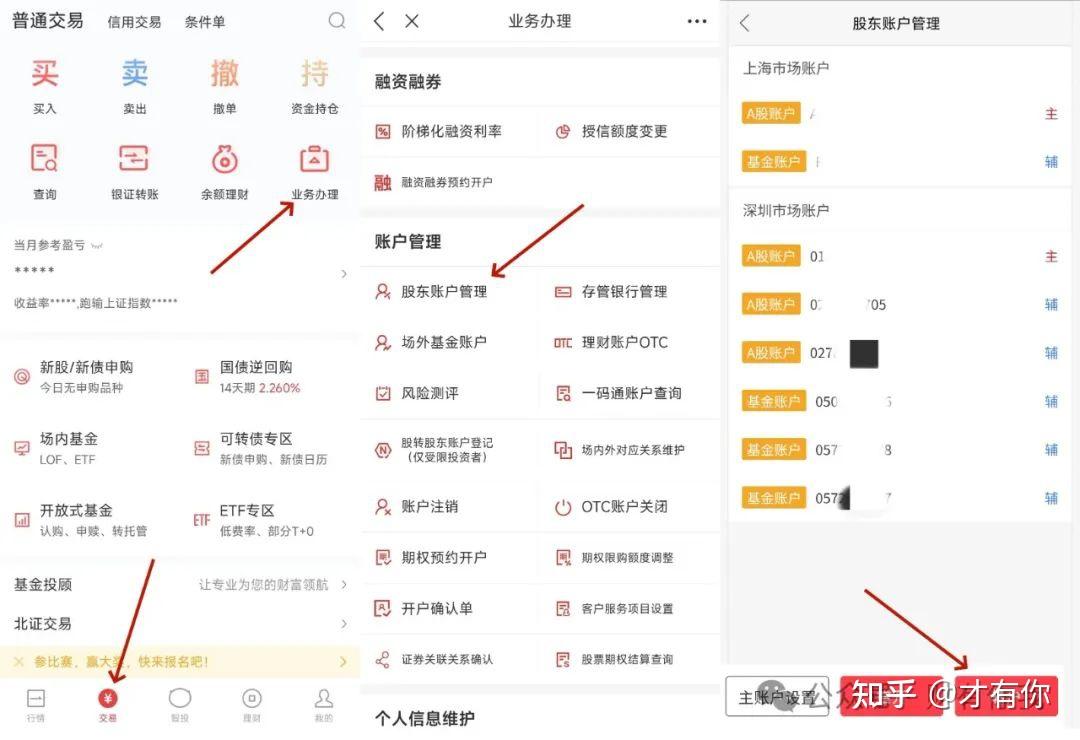 普通交易 信用交易 条件单
买 卖 撤 持
买入 卖出 撤单 资金持仓
查询 银证转账 余额理财 业务办理
当月参考盈亏
*****
收益率*****,跑输上证指数*****
新股/新债申购 国债逆回购
今日无申购品种 14天期 2.260%
场内基金 可转债专区
LOF、ETF 新债申购、新债日历
开放式基金 ETF ETF专区
认购、申赎、转托管 低费率、部分T+0
基金投顾 让专业为您的财富领航
北证交易
参比赛，赢大奖，快来报名吧！
行情 交易 智投 理财 我的
业务办理
融资融券
阶梯化融资利率 授信额度变更
融 融资融券预约开户
账户管理
股东账户管理 存管银行管理
场外基金账户 OTC 理财账户OTC
风险测评 一码通账户查询
股转股东账户登记
（仅受限投资者） 场内外对应关系维护
账户注销 OTC账户关闭
期权预约开户 期权限购额度调整
开户确认单 客户服务项目设置
证券关联关系确认 股票期权结算查询
个人信息维护
股东账户管理
上海市场账户
A股账户 主
基金账户 辅
深圳市场账户
A股账户 01 主
A股账户 705 辅
A股账户 027 辅
基金账户 050 辅
基金账户 057 8 辅
基金账户 0572 7 辅
主账户设置
知乎 @才有你